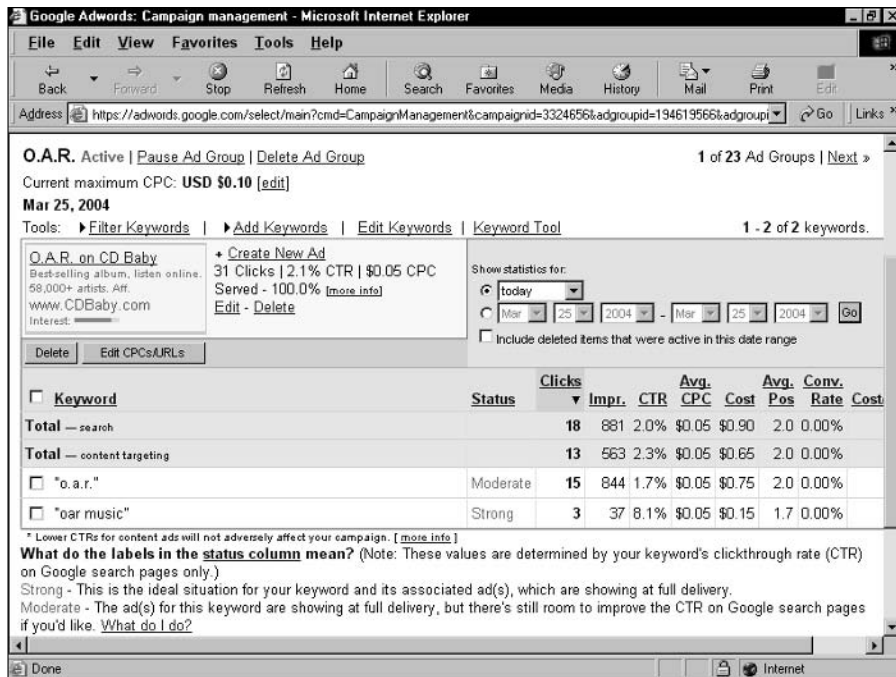 Google Adwords: Campaign management - Microsoft Internet Explorer
File Edit View Favorites Tools Help
Back Forward Stop Refresh Home Search Favorites Media History Mail Print Edit
Address https://adwords.google.com/select/main?cmd=CampaignManagement&campaignid=3324656&adgroupid=194619566&adgroupi Go Links
O.A.R. Active | Pause Ad Group | Delete Ad Group 1 of 23 Ad Groups | Next »
Current maximum CPC: USD $0.10 [edit]
Mar 25, 2004
Tools: Filter Keywords | Add Keywords | Edit Keywords | Keyword Tool 1 - 2 of 2 keywords.
O.A.R. on CD Baby
Best-selling album, listen online.
58,000+ artists. Aff.
www.CDBaby.com
Interest:
+ Create New Ad
31 Clicks | 2.1% CTR | $0.05 CPC
Served - 100.0% [more info]
Edit - Delete
Show statistics for:
today
Mar 25 2004 - Mar 25 2004 Go
Include deleted items that were active in this date range
Delete Edit CPCs/URLs
Keyword Status Clicks Impr. CTR Avg. CPC Cost Avg. Pos Conv. Rate Cost/
Total — search 18 881 2.0% $0.05 $0.90 2.0 0.00%
Total — content targeting 13 563 2.3% $0.05 $0.65 2.0 0.00%
"o.a.r." Moderate 15 844 1.7% $0.05 $0.75 2.0 0.00%
"oar music" Strong 3 37 8.1% $0.05 $0.15 1.7 0.00%
* Lower CTRs for content ads will not adversely affect your campaign. [ more info ]
What do the labels in the status column mean? (Note: These values are determined by your keyword's clickthrough rate (CTR)
on Google search pages only.)
Strong - This is the ideal situation for your keyword and its associated ad(s), which are showing at full delivery.
Moderate - The ad(s) for this keyword are showing at full delivery, but there's still room to improve the CTR on Google search pages
if you'd like. What do I do?
Done Internet